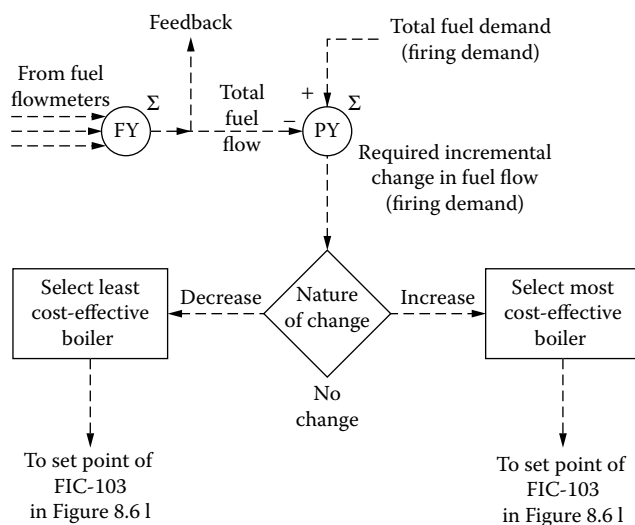 Feedback
Total fuel demand
(firing demand)
From fuel
flowmeters
Σ
FY
Total
fuel
flow
+
−
Σ
PY
Required incremental
change in fuel flow
(firing demand)
Select least
cost-effective
boiler
Decrease
Nature
of change
Increase
Select most
cost-effective
boiler
No
change
To set point of
FIC-103
in Figure 8.6 l
To set point of
FIC-103
in Figure 8.6 l